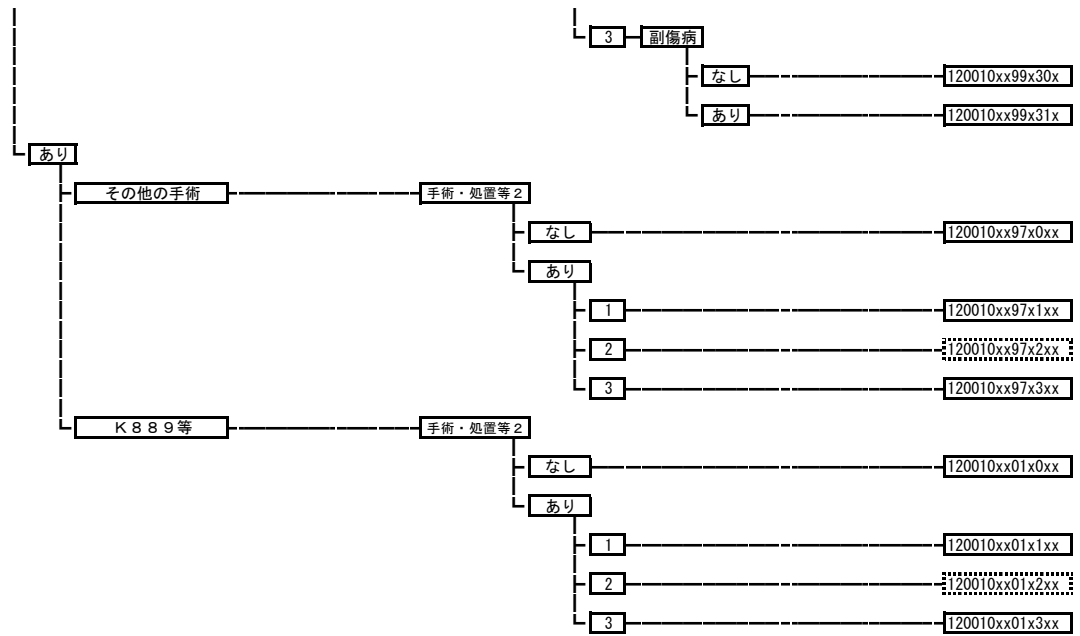 3 副傷病
なし 120010xx99x30x
あり 120010xx99x31x
あり
その他の手術 手術・処置等2
なし 120010xx97x0xx
あり
1 120010xx97x1xx
2 120010xx97x2xx
3 120010xx97x3xx
K889等 手術・処置等2
なし 120010xx01x0xx
あり
1 120010xx01x1xx
2 120010xx01x2xx
3 120010xx01x3xx